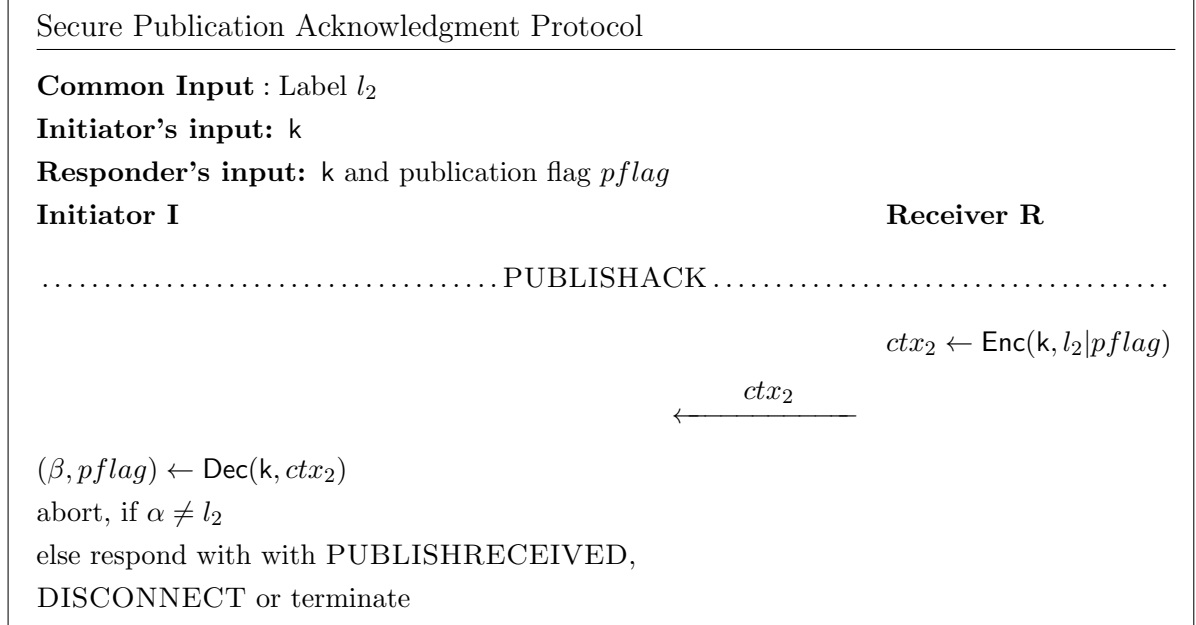 Secure Publication Acknowledgment Protocol
Common Input : Label l₂
Initiator's input: k
Responder's input: k and publication flag pflag
Initiator I Receiver R
......................................PUBLISHACK......................................
ctx₂ ← Enc(k, l₂|pflag)
ctx₂
←
(β, pflag) ← Dec(k, ctx₂)
abort, if α ≠ l₂
else respond with with PUBLISHRECEIVED,
DISCONNECT or terminate